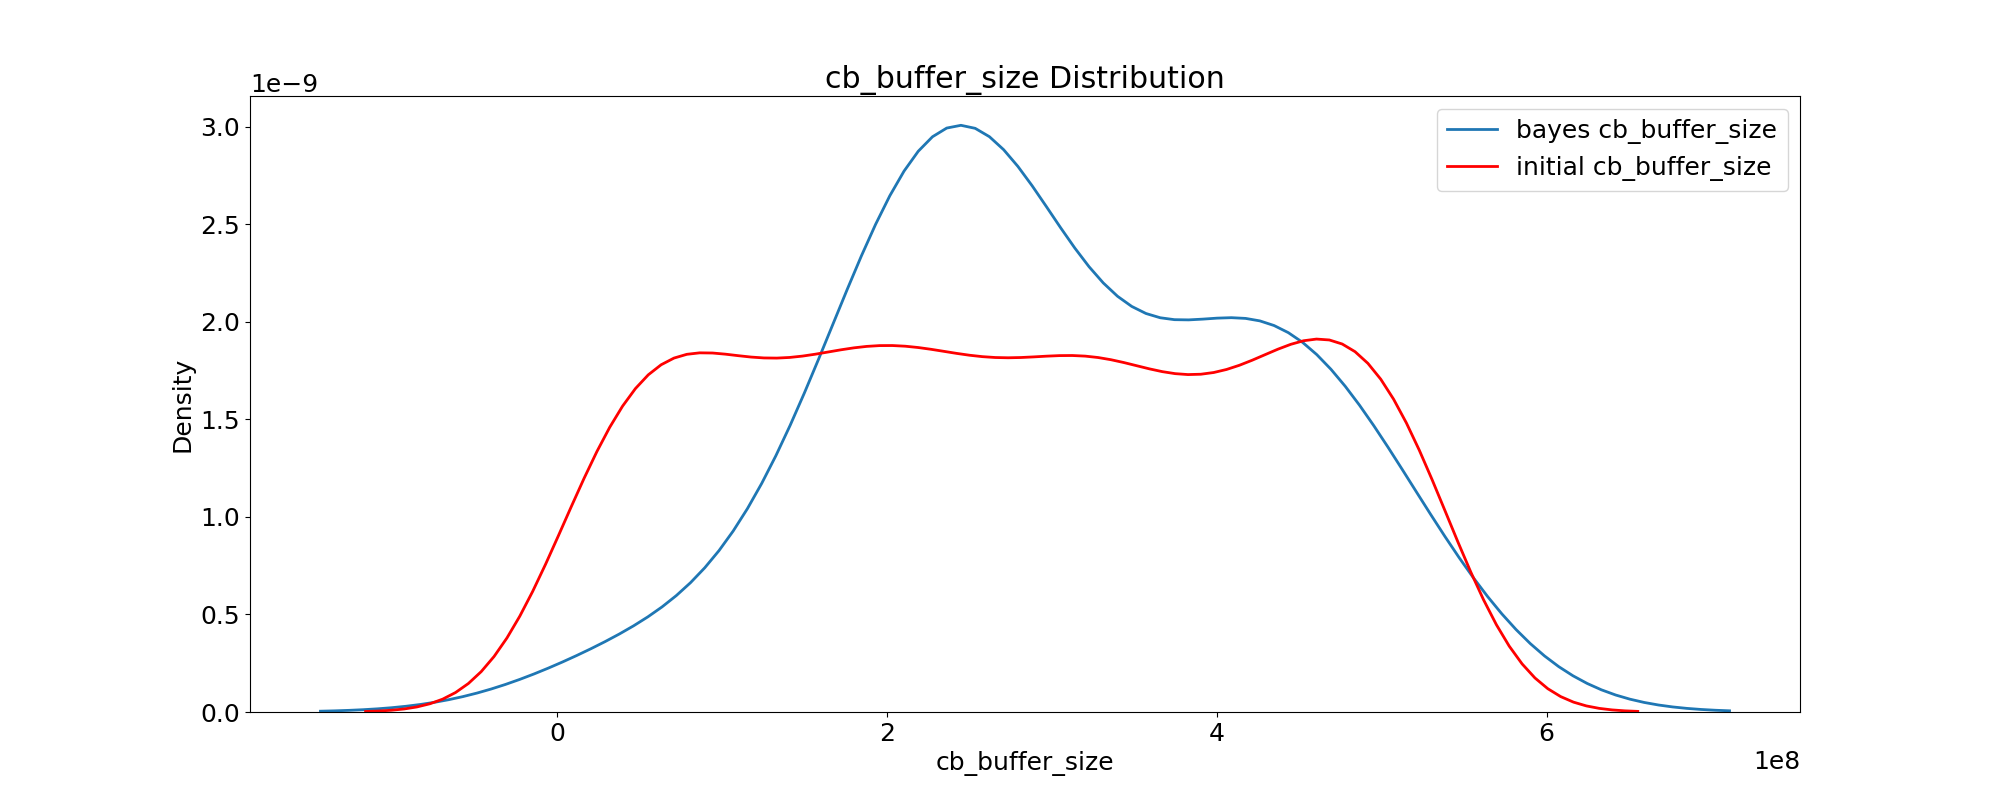 cb_buffer_size Distribution
1e−9
3.0
2.5
2.0
1.5
1.0
0.5
0.0
Density
bayes cb_buffer_size
initial cb_buffer_size
0 2 4 6
cb_buffer_size
1e8